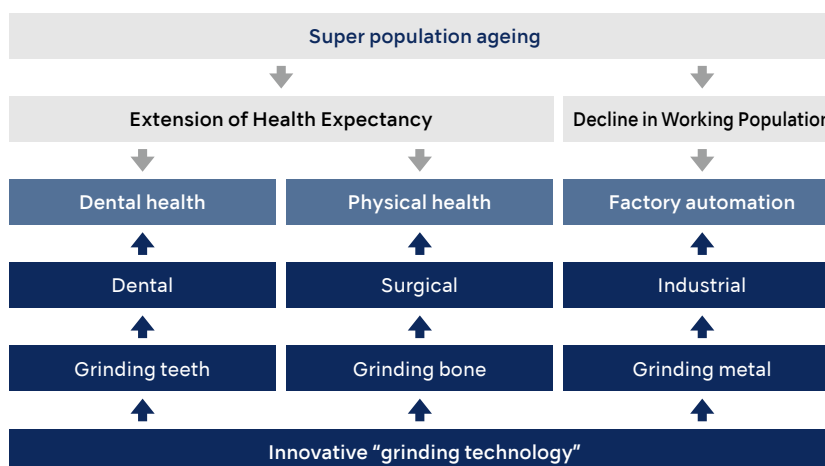 Super population ageing
Extension of Health Expectancy
Decline in Working Population
Dental health
Physical health
Factory automation
Dental
Surgical
Industrial
Grinding teeth
Grinding bone
Grinding metal
Innovative “grinding technology”